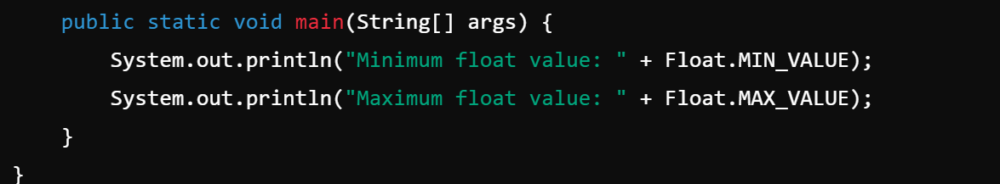 public static void main(String[] args) {
System.out.println("Minimum float value: " + Float.MIN_VALUE);
System.out.println("Maximum float value: " + Float.MAX_VALUE);
}
}